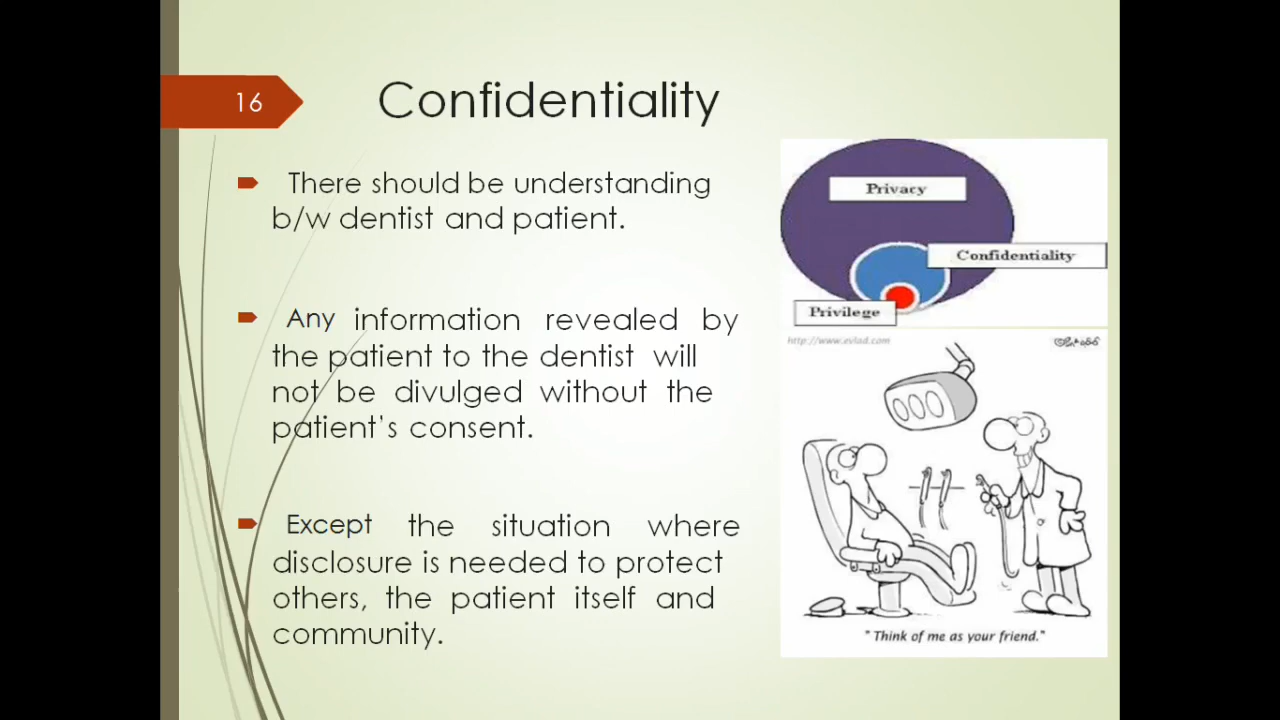 16
Confidentiality
There should be understanding
b/w dentist and patient.
Any information revealed by
the patient to the dentist will
not be divulged without the
patient's consent.
Except the situation where
disclosure is needed to protect
others, the patient itself and
community.
Privacy
Confidentiality
Privilege
http://www.evlad.com
"Think of me as your friend."